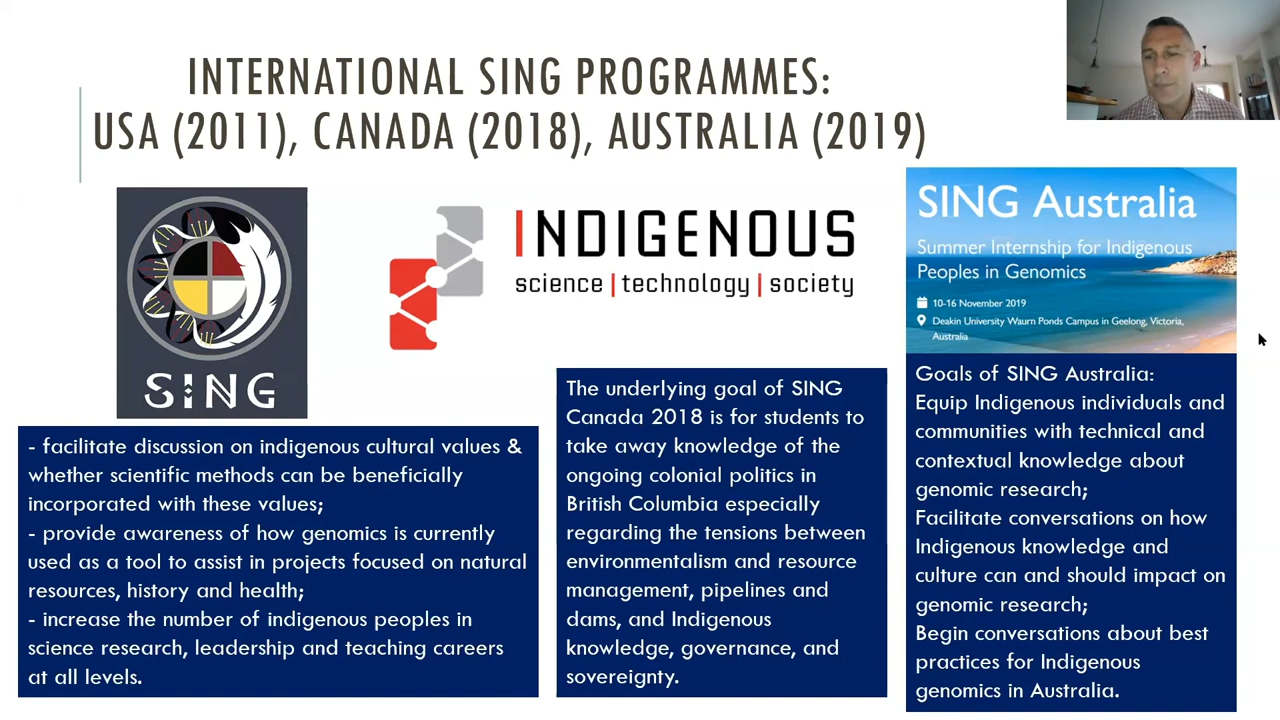 INTERNATIONAL SING PROGRAMMES:
USA (2011), CANADA (2018), AUSTRALIA (2019)
SING
- facilitate discussion on indigenous cultural values &
whether scientific methods can be beneficially
incorporated with these values;
- provide awareness of how genomics is currently
used as a tool to assist in projects focused on natural
resources, history and health;
- increase the number of indigenous peoples in
science research, leadership and teaching careers
at all levels.
INDIGENOUS
science | technology | society
The underlying goal of SING
Canada 2018 is for students to
take away knowledge of the
ongoing colonial politics in
British Columbia especially
regarding the tensions between
environmentalism and resource
management, pipelines and
dams, and Indigenous
knowledge, governance, and
sovereignty.
SING Australia
Summer Internship for Indigenous
Peoples in Genomics
10-16 November 2019
Deakin University Waurn Ponds Campus in Geelong, Victoria,
Australia
Goals of SING Australia:
Equip Indigenous individuals and
communities with technical and
contextual knowledge about
genomic research;
Facilitate conversations on how
Indigenous knowledge and
culture can and should impact on
genomic research;
Begin conversations about best
practices for Indigenous
genomics in Australia.